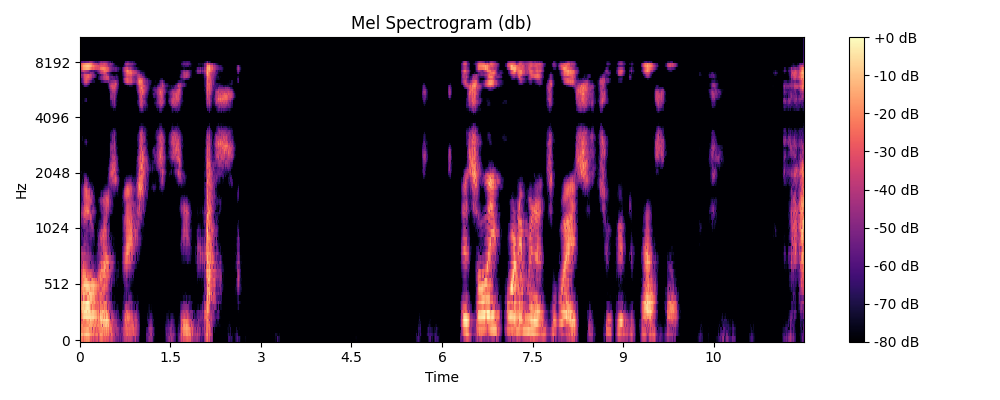 Mel Spectrogram (db)
+0 dB
8192
-10 dB
4096
-20 dB
-30 dB
2048
Hz
-40 dB
1024
-50 dB
512
-60 dB
-70 dB
0
-80 dB
0 1.5 3 4.5 6 7.5 9 10
Time